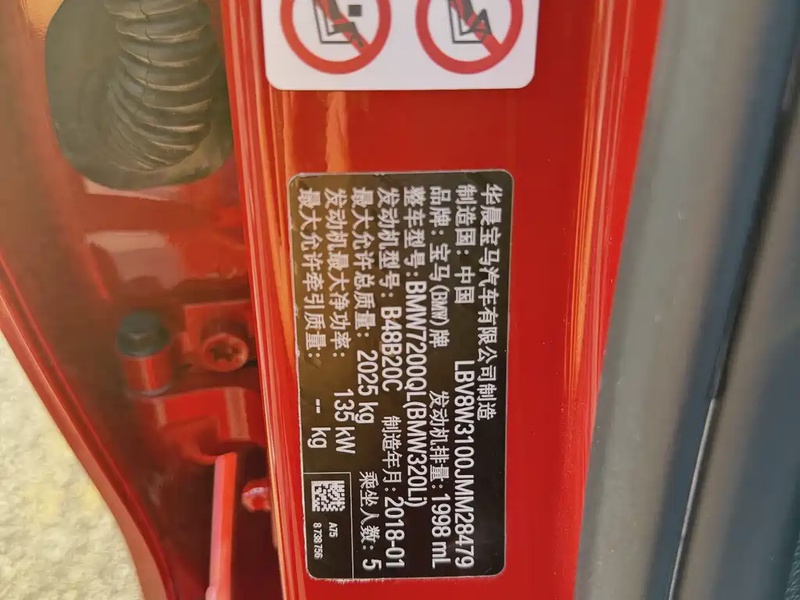 华晨宝马汽车有限公司制造
制造国：中国 LBV8W3100JMM28479
品牌：宝马(BMW)牌 发动机排量：1998 mL
整车型号：BMW7200QL(BMW320Li)
发动机型号：B48B20C 制造年月：2018-01
最大允许总质量：2025 kg 乘坐人数：5
发动机最大净功率：135 kW
最大允许牵引质量：-- kg
A75
8 738 756